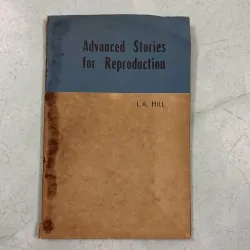 Advanced Stories
for Reproduction
L.A. HILL